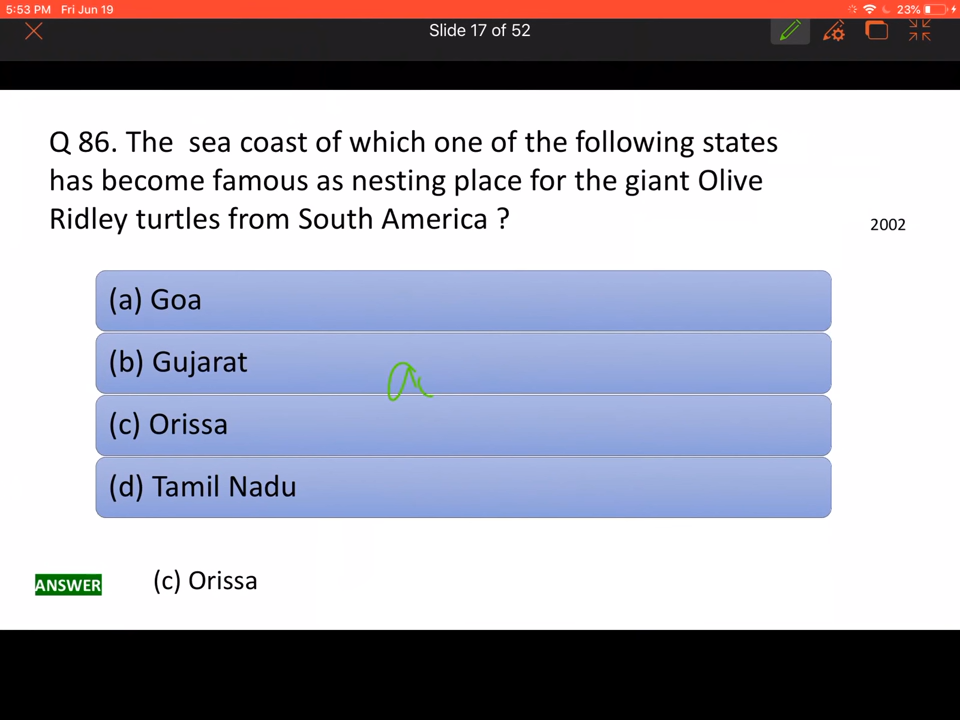 5:53 PM Fri Jun 19 23%
Slide 17 of 52
Q 86. The sea coast of which one of the following states
has become famous as nesting place for the giant Olive
Ridley turtles from South America ?
2002
(a) Goa
(b) Gujarat
(c) Orissa
(d) Tamil Nadu
ANSWER (c) Orissa